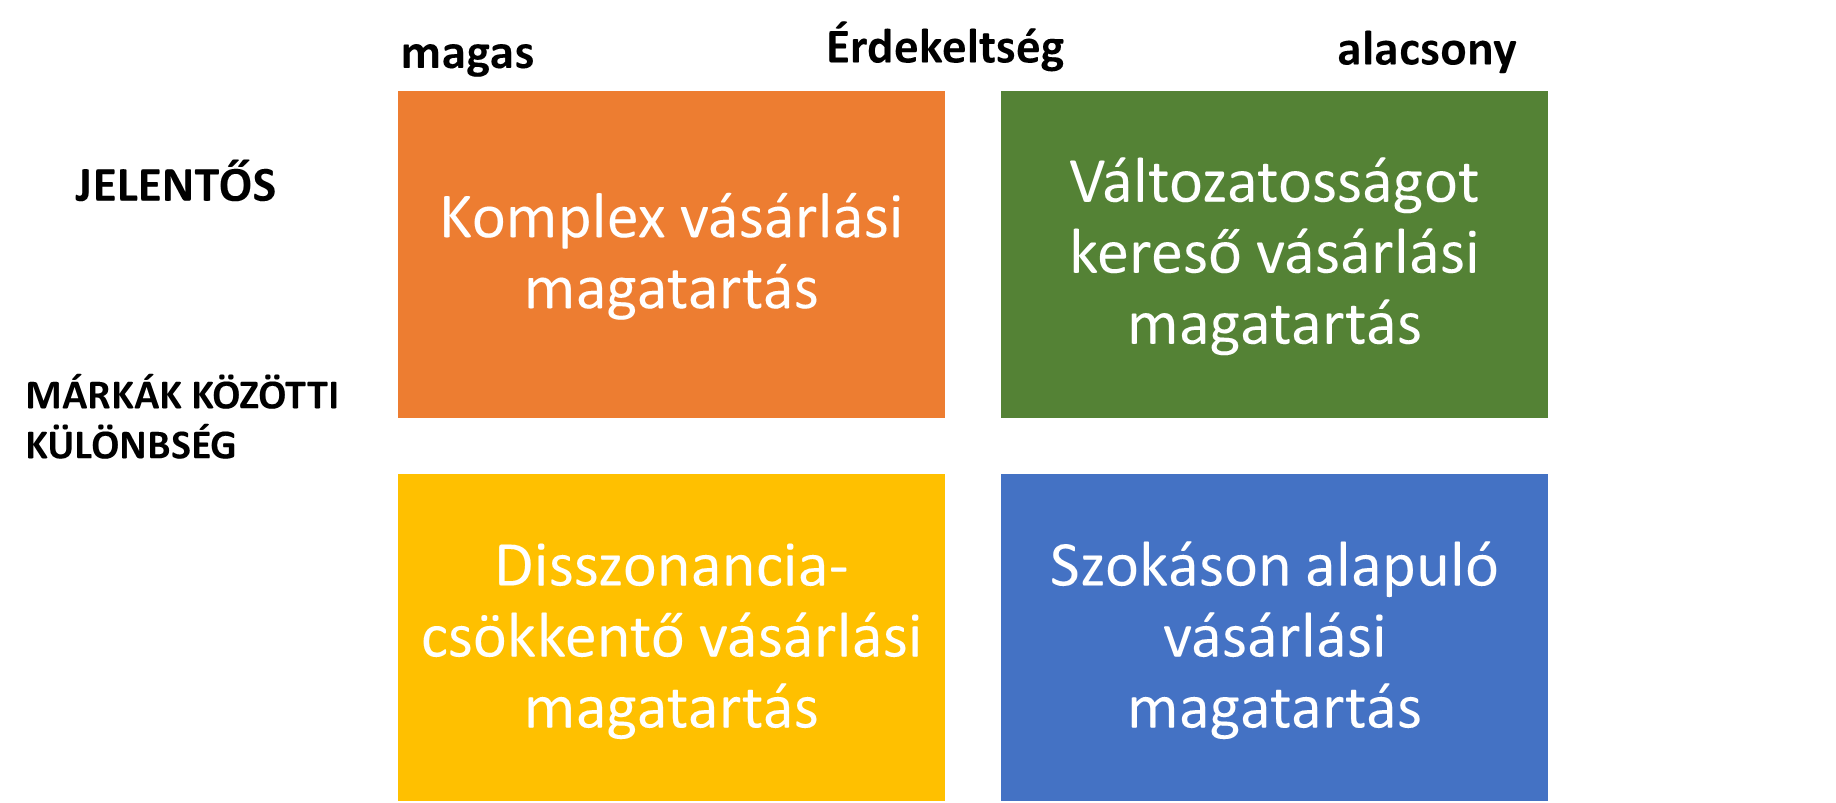 magas
Érdekeltség
alacsony
JELENTŐS
Komplex vásárlási
magatartás
Változatosságot
kereső vásárlási
magatartás
MÁRKÁK KÖZÖTTI
KÜLÖNBSÉG
Disszonancia-
csökkentő vásárlási
magatartás
Szokáson alapuló
vásárlási
magatartás